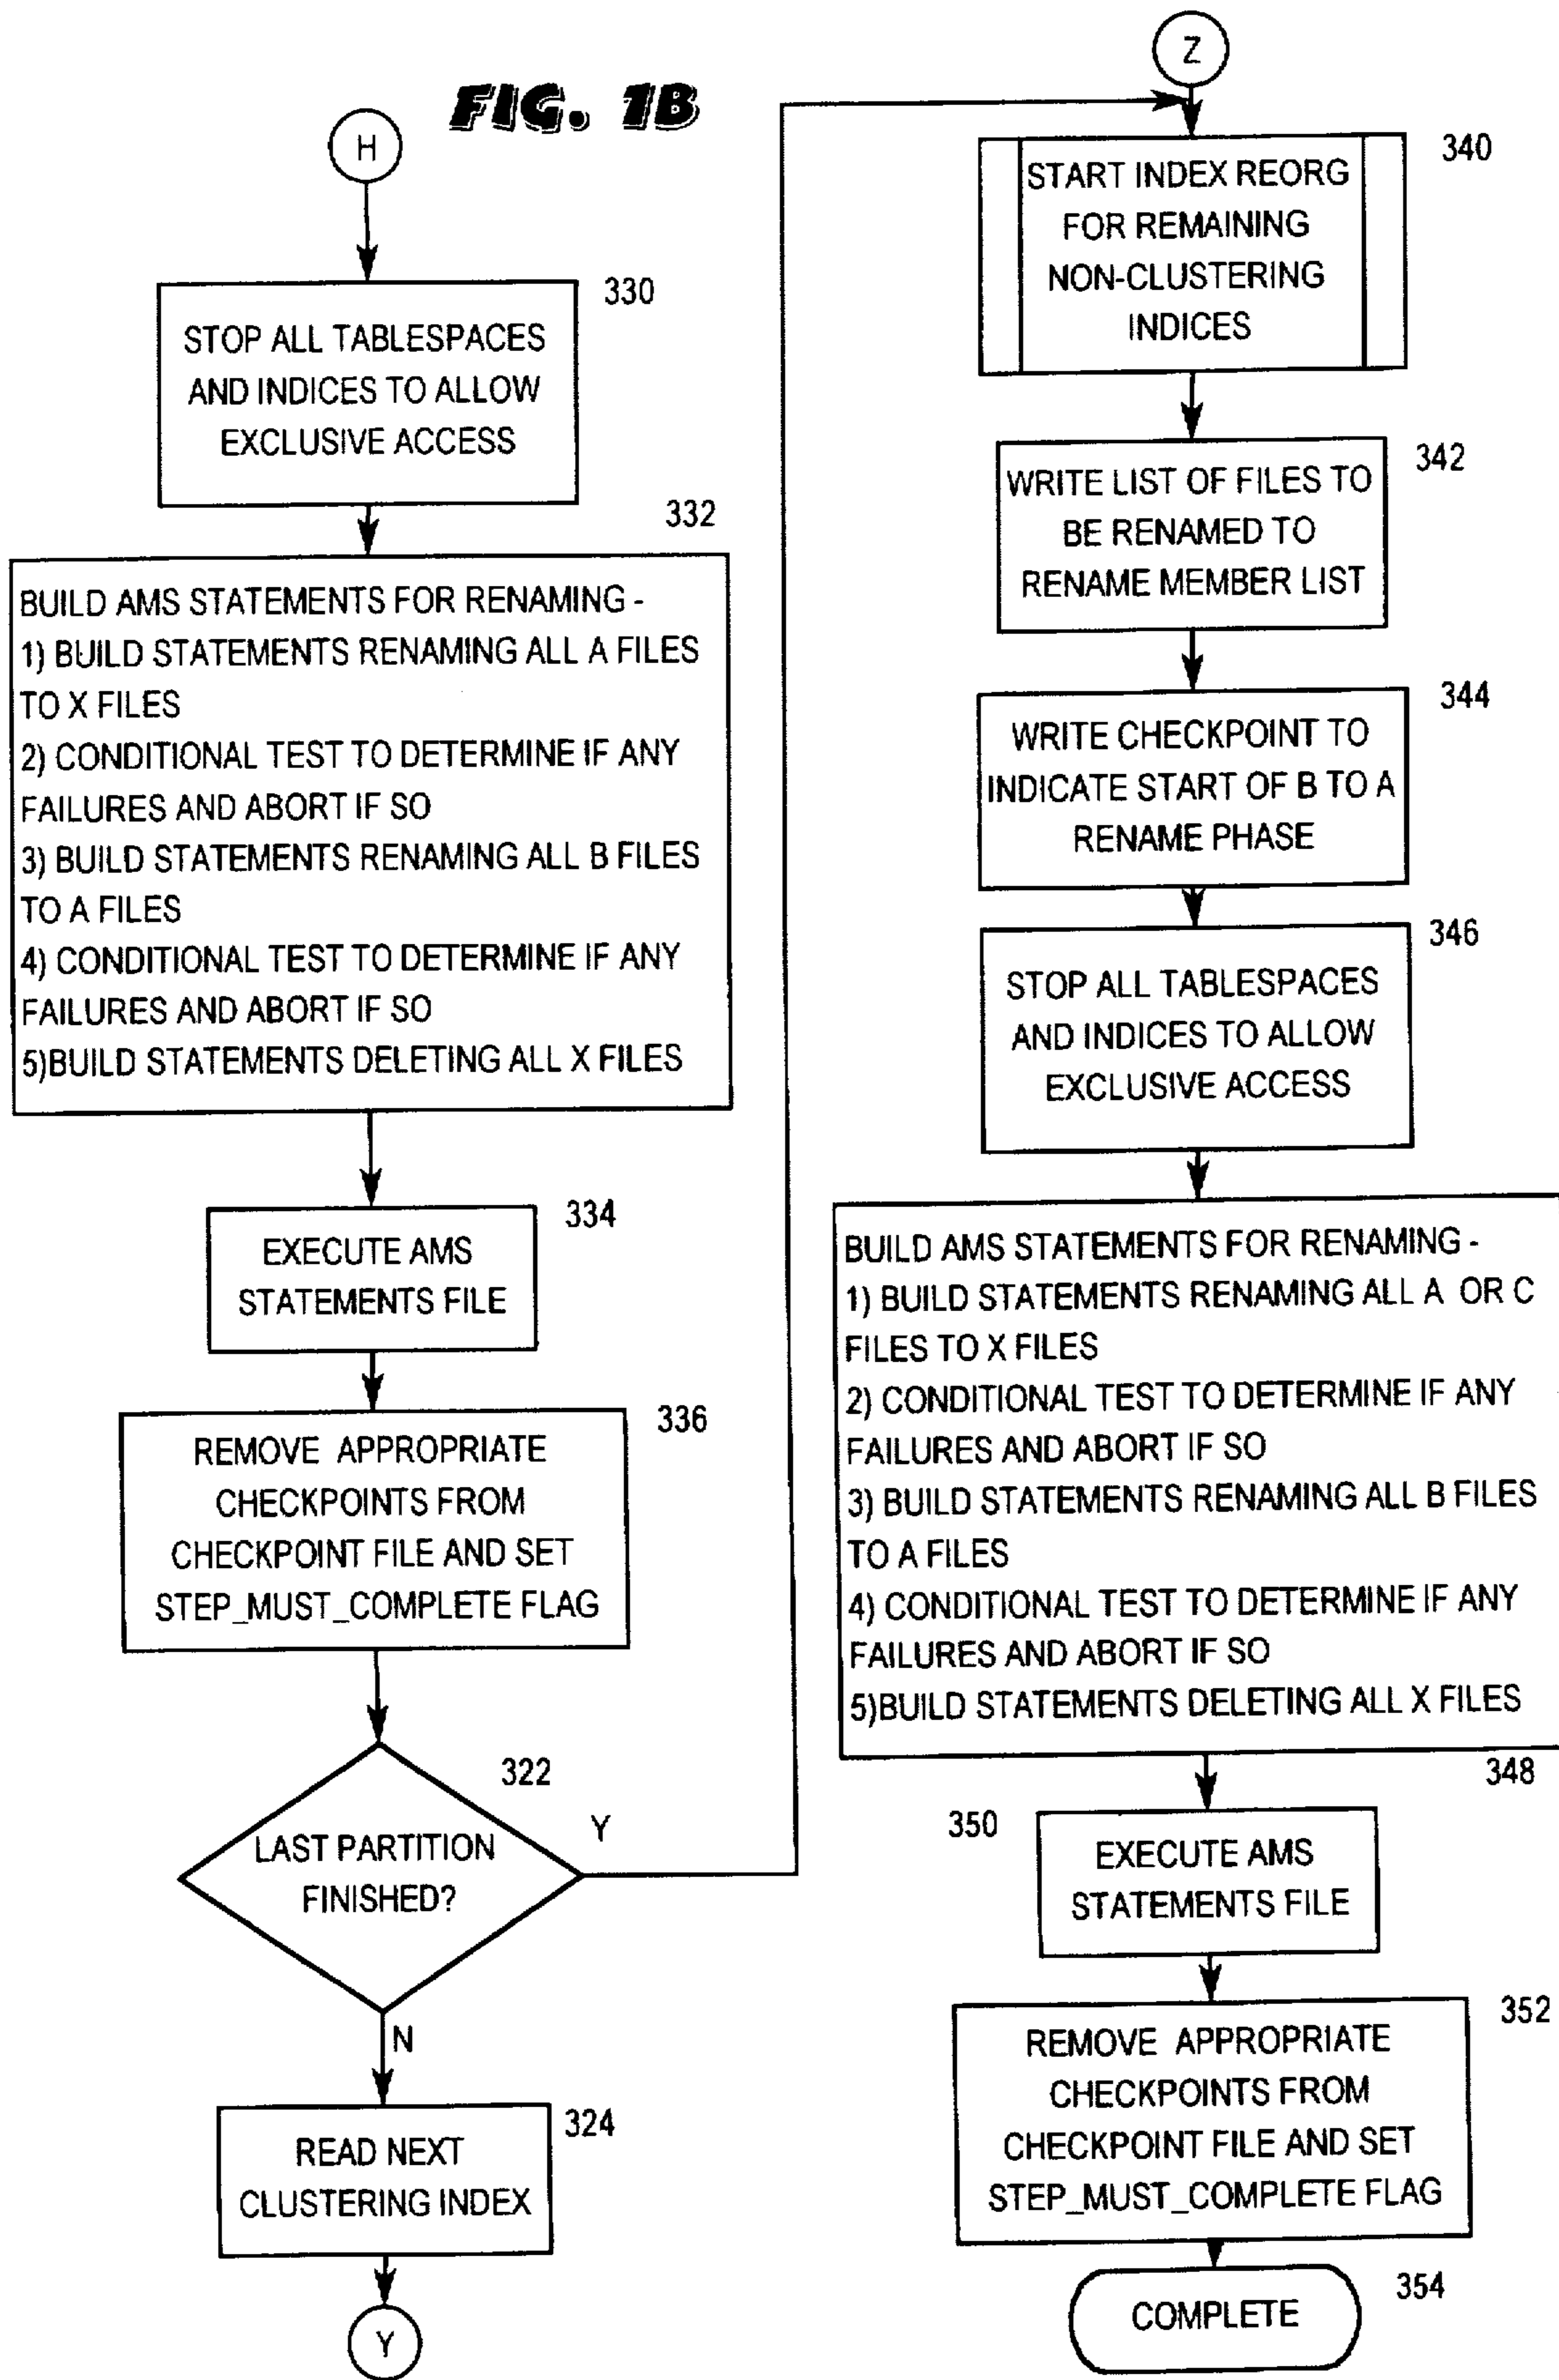 FIG. 1B
H
330
STOP ALL TABLESPACES
AND INDICES TO ALLOW
EXCLUSIVE ACCESS
332
BUILD AMS STATEMENTS FOR RENAMING -
1) BUILD STATEMENTS RENAMING ALL A FILES
TO X FILES
2) CONDITIONAL TEST TO DETERMINE IF ANY
FAILURES AND ABORT IF SO
3) BUILD STATEMENTS RENAMING ALL B FILES
TO A FILES
4) CONDITIONAL TEST TO DETERMINE IF ANY
FAILURES AND ABORT IF SO
5)BUILD STATEMENTS DELETING ALL X FILES
334
EXECUTE AMS
STATEMENTS FILE
336
REMOVE APPROPRIATE
CHECKPOINTS FROM
CHECKPOINT FILE AND SET
STEP_MUST_COMPLETE FLAG
322
LAST PARTITION
FINISHED?
Y
N
324
READ NEXT
CLUSTERING INDEX
Y
Z
340
START INDEX REORG
FOR REMAINING
NON-CLUSTERING
INDICES
342
WRITE LIST OF FILES TO
BE RENAMED TO
RENAME MEMBER LIST
344
WRITE CHECKPOINT TO
INDICATE START OF B TO A
RENAME PHASE
346
STOP ALL TABLESPACES
AND INDICES TO ALLOW
EXCLUSIVE ACCESS
BUILD AMS STATEMENTS FOR RENAMING -
1) BUILD STATEMENTS RENAMING ALL A OR C
FILES TO X FILES
2) CONDITIONAL TEST TO DETERMINE IF ANY
FAILURES AND ABORT IF SO
3) BUILD STATEMENTS RENAMING ALL B FILES
TO A FILES
4) CONDITIONAL TEST TO DETERMINE IF ANY
FAILURES AND ABORT IF SO
5)BUILD STATEMENTS DELETING ALL X FILES
348
350
EXECUTE AMS
STATEMENTS FILE
352
REMOVE APPROPRIATE
CHECKPOINTS FROM
CHECKPOINT FILE AND SET
STEP_MUST_COMPLETE FLAG
354
COMPLETE